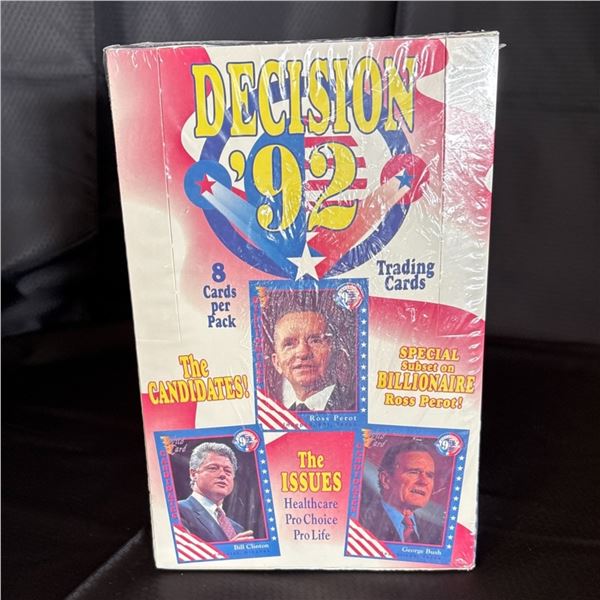 DECISION
'92
8
Cards
per
Pack
Trading
Cards
The
CANDIDATES!
SPECIAL
Subset on
BILLIONAIRE
Ross Perot!
Ross Perot
The
ISSUES
Healthcare
Pro Choice
Pro Life
Bill Clinton
George Bush